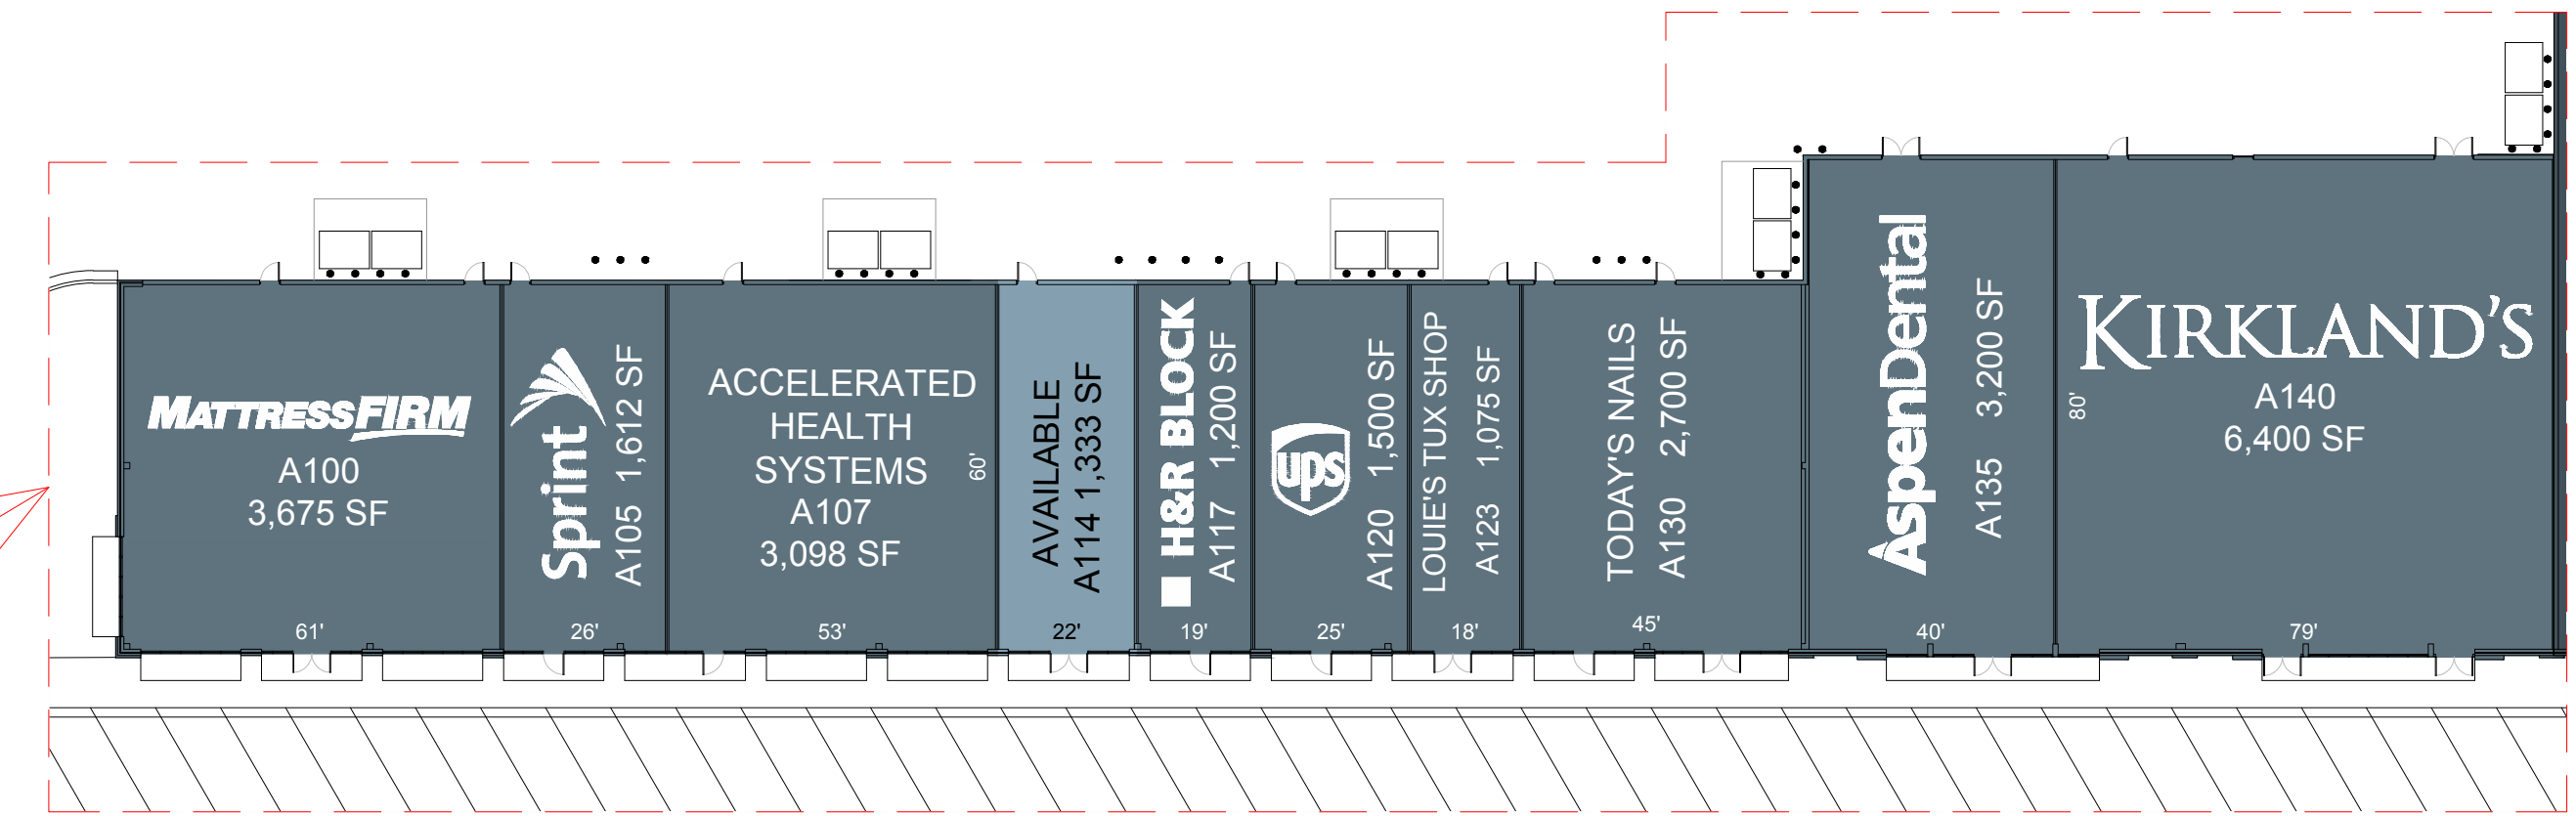 MATTRESSFIRM
A100
3,675 SF
61'
Sprint
A105 1,612 SF
26'
ACCELERATED
HEALTH
SYSTEMS
A107
3,098 SF
60'
53'
AVAILABLE
A114 1,333 SF
22'
H&R BLOCK
A117 1,200 SF
19'
ups
A120 1,500 SF
25'
LOUIE'S TUX SHOP
A123 1,075 SF
18'
TODAY'S NAILS
A130 2,700 SF
45'
AspenDental
A135 3,200 SF
40'
KIRKLAND'S
A140
6,400 SF
80'
79'